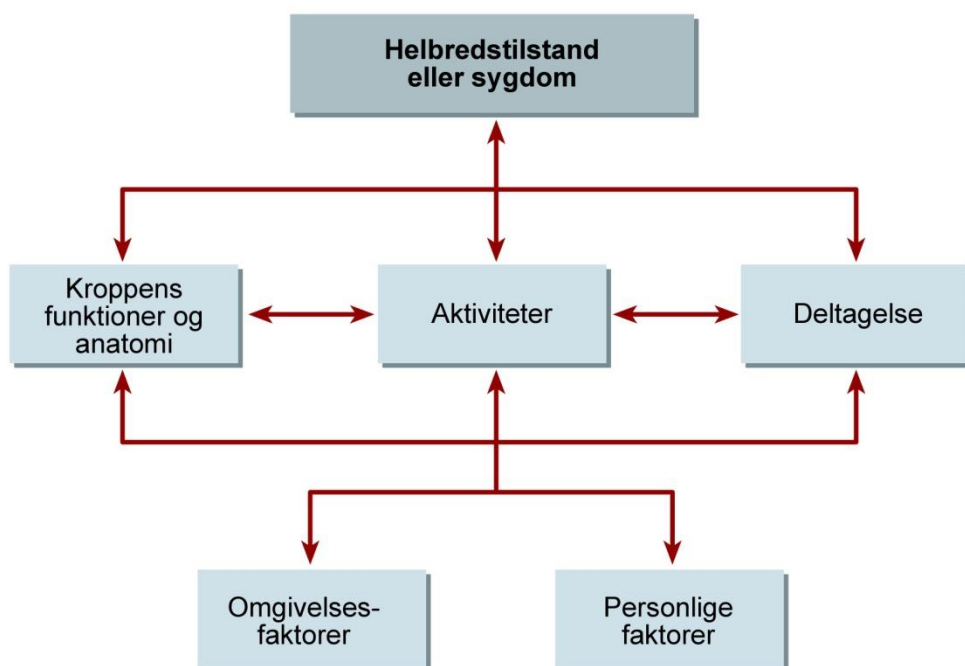 Helbredstilstand
eller sygdom
Kroppens
funktioner og
anatomi
Aktiviteter
Deltagelse
Omgivelses-
faktorer
Personlige
faktorer